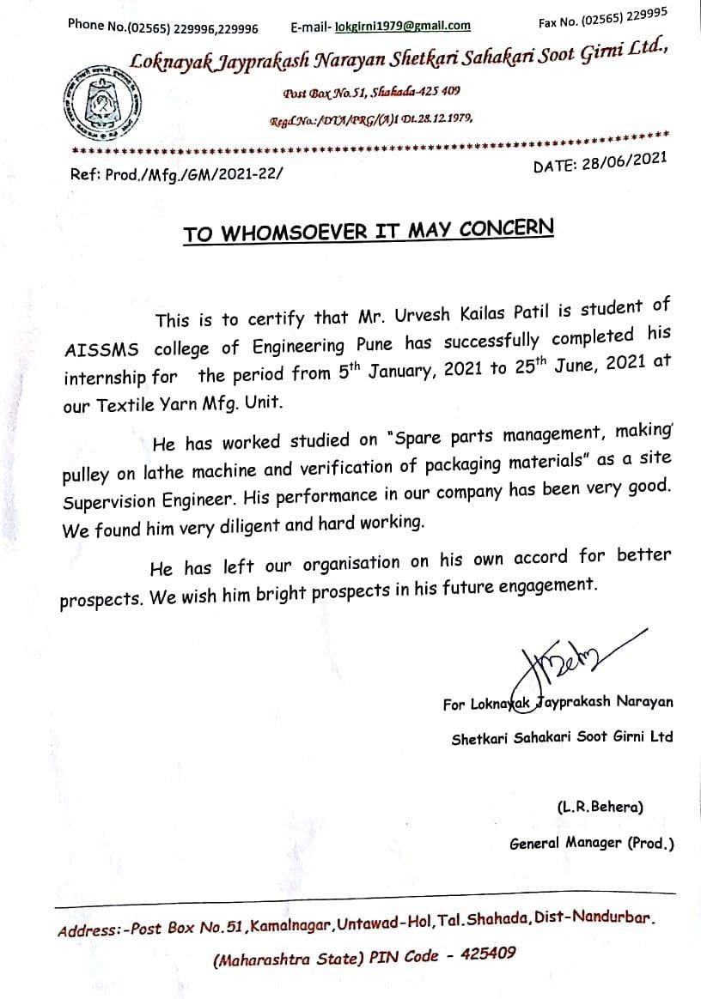 Phone No.(02565) 229996,229996 E-mail- lokgirni1979@gmail.com Fax No. (02565) 229995
Loknayak Jayprakash Narayan Shetkari Sahakari Soot Girni Ltd.,
Post Box No.51, Shahada-425 409
Regd.No.:/DTA/PRG/(A)1 Dt.28.12.1979,
Ref: Prod./Mfg./GM/2021-22/ DATE: 28/06/2021
TO WHOMSOEVER IT MAY CONCERN
This is to certify that Mr. Urvesh Kailas Patil is student of
AISSMS college of Engineering Pune has successfully completed his
internship for the period from 5th January, 2021 to 25th June, 2021 at
our Textile Yarn Mfg. Unit.
He has worked studied on "Spare parts management, making
pulley on lathe machine and verification of packaging materials" as a site
Supervision Engineer. His performance in our company has been very good.
We found him very diligent and hard working.
He has left our organisation on his own accord for better
prospects. We wish him bright prospects in his future engagement.
For Loknayak Jayprakash Narayan
Shetkari Sahakari Soot Girni Ltd
(L.R.Behera)
General Manager (Prod.)
Address:-Post Box No.51,Kamalnagar,Untawad-Hol,Tal.Shahada,Dist-Nandurbar.
(Maharashtra State) PIN Code - 425409